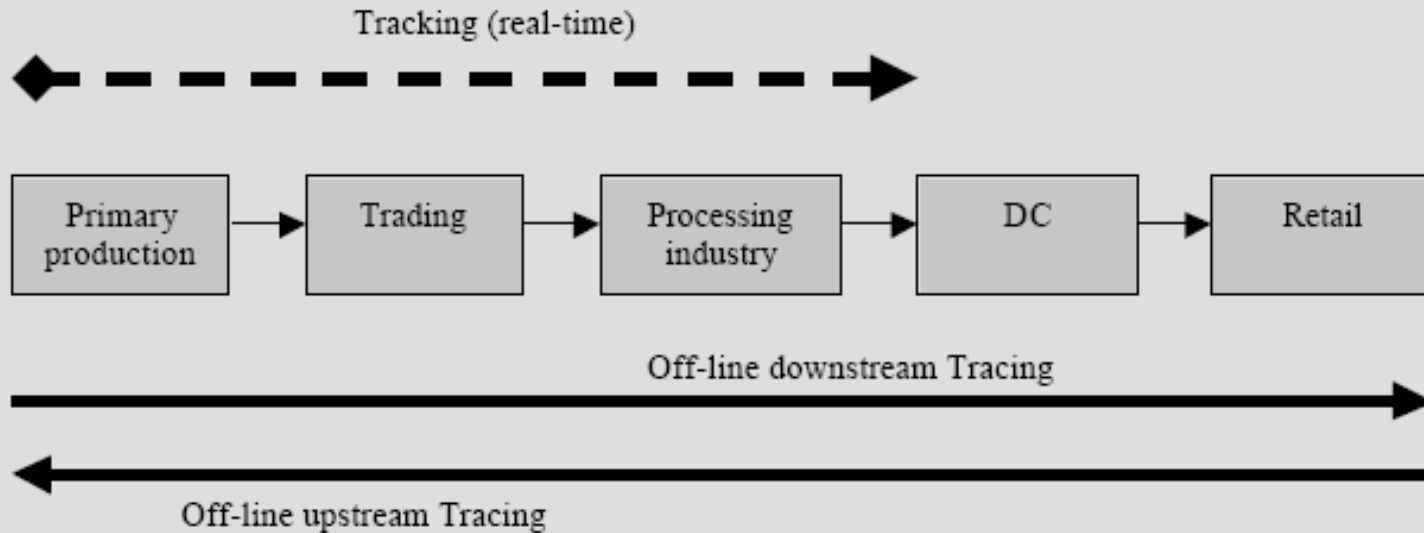 Tracking (real-time)
Primary
production
Trading
Processing
industry
DC
Retail
Off-line downstream Tracing
Off-line upstream Tracing